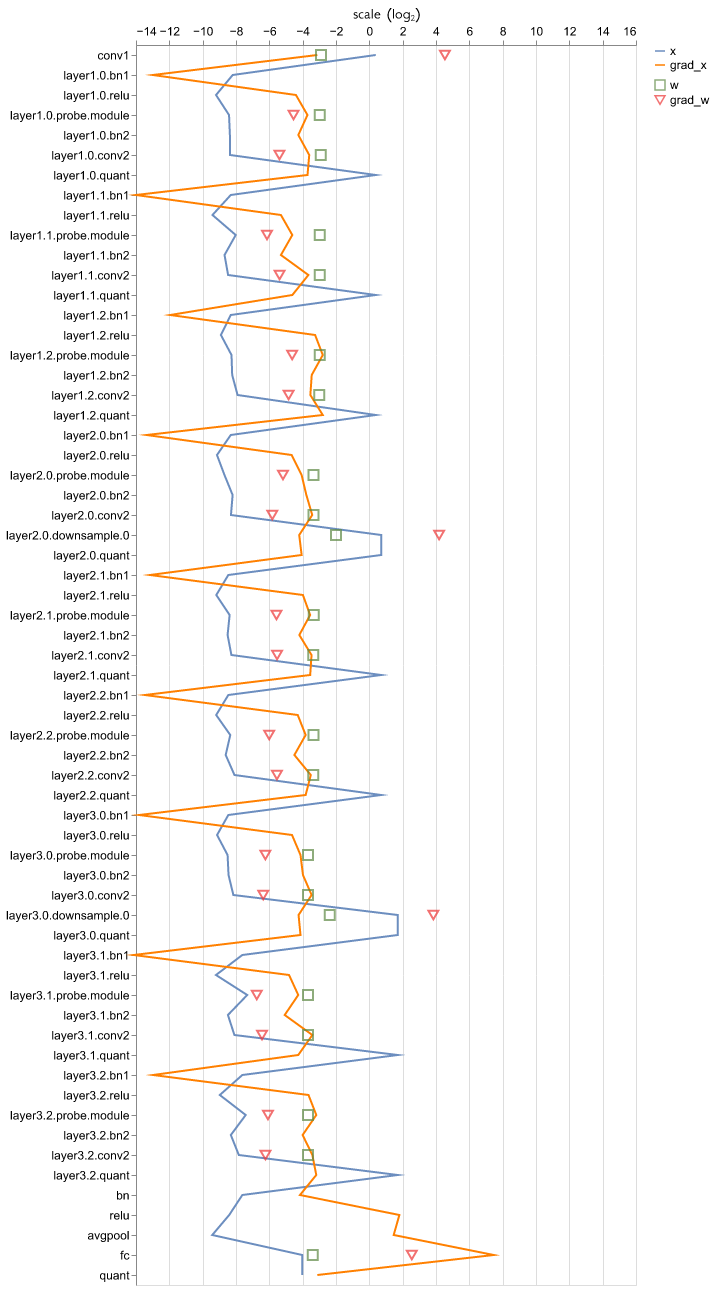 scale (log₂)
−14 −12 −10 −8 −6 −4 −2 0 2 4 6 8 10 12 14 16
x
grad_x
w
grad_w
conv1
layer1.0.bn1
layer1.0.relu
layer1.0.probe.module
layer1.0.bn2
layer1.0.conv2
layer1.0.quant
layer1.1.bn1
layer1.1.relu
layer1.1.probe.module
layer1.1.bn2
layer1.1.conv2
layer1.1.quant
layer1.2.bn1
layer1.2.relu
layer1.2.probe.module
layer1.2.bn2
layer1.2.conv2
layer1.2.quant
layer2.0.bn1
layer2.0.relu
layer2.0.probe.module
layer2.0.bn2
layer2.0.conv2
layer2.0.downsample.0
layer2.0.quant
layer2.1.bn1
layer2.1.relu
layer2.1.probe.module
layer2.1.bn2
layer2.1.conv2
layer2.1.quant
layer2.2.bn1
layer2.2.relu
layer2.2.probe.module
layer2.2.bn2
layer2.2.conv2
layer2.2.quant
layer3.0.bn1
layer3.0.relu
layer3.0.probe.module
layer3.0.bn2
layer3.0.conv2
layer3.0.downsample.0
layer3.0.quant
layer3.1.bn1
layer3.1.relu
layer3.1.probe.module
layer3.1.bn2
layer3.1.conv2
layer3.1.quant
layer3.2.bn1
layer3.2.relu
layer3.2.probe.module
layer3.2.bn2
layer3.2.conv2
layer3.2.quant
bn
relu
avgpool
fc
quant